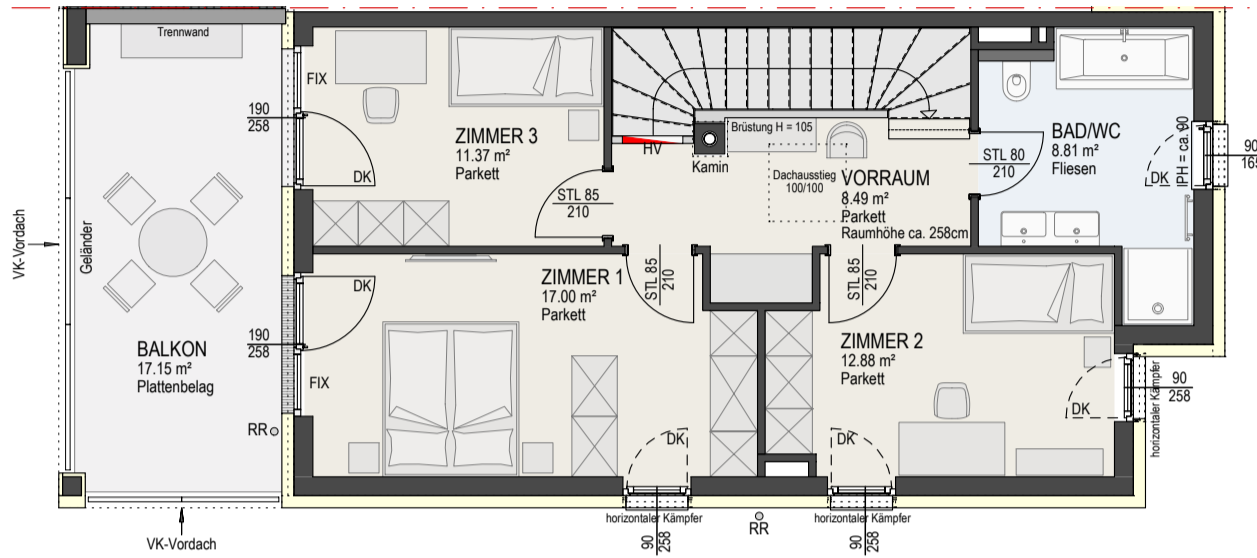 Trennwand
FIX
190
258
ZIMMER 3
11.37 m²
Parkett
DK
HV
Kamin
Brüstung H = 105
Dachausstieg
100/100
VORRAUM
8.49 m²
Parkett
Raumhöhe ca. 258cm
STL 85
210
STL 80
210
BAD/WC
8.81 m²
Fliesen
DK
IPH = ca. 90
90
165
VK-Vordach
Geländer
BALKON
17.15 m²
Plattenbelag
190
258
DK
FIX
RR
ZIMMER 1
17.00 m²
Parkett
STL 85
210
STL 85
210
ZIMMER 2
12.88 m²
Parkett
DK
90
258
horizontaler Kämpfer
DK
DK
horizontaler Kämpfer
90
258
RR
horizontaler Kämpfer
90
258
VK-Vordach